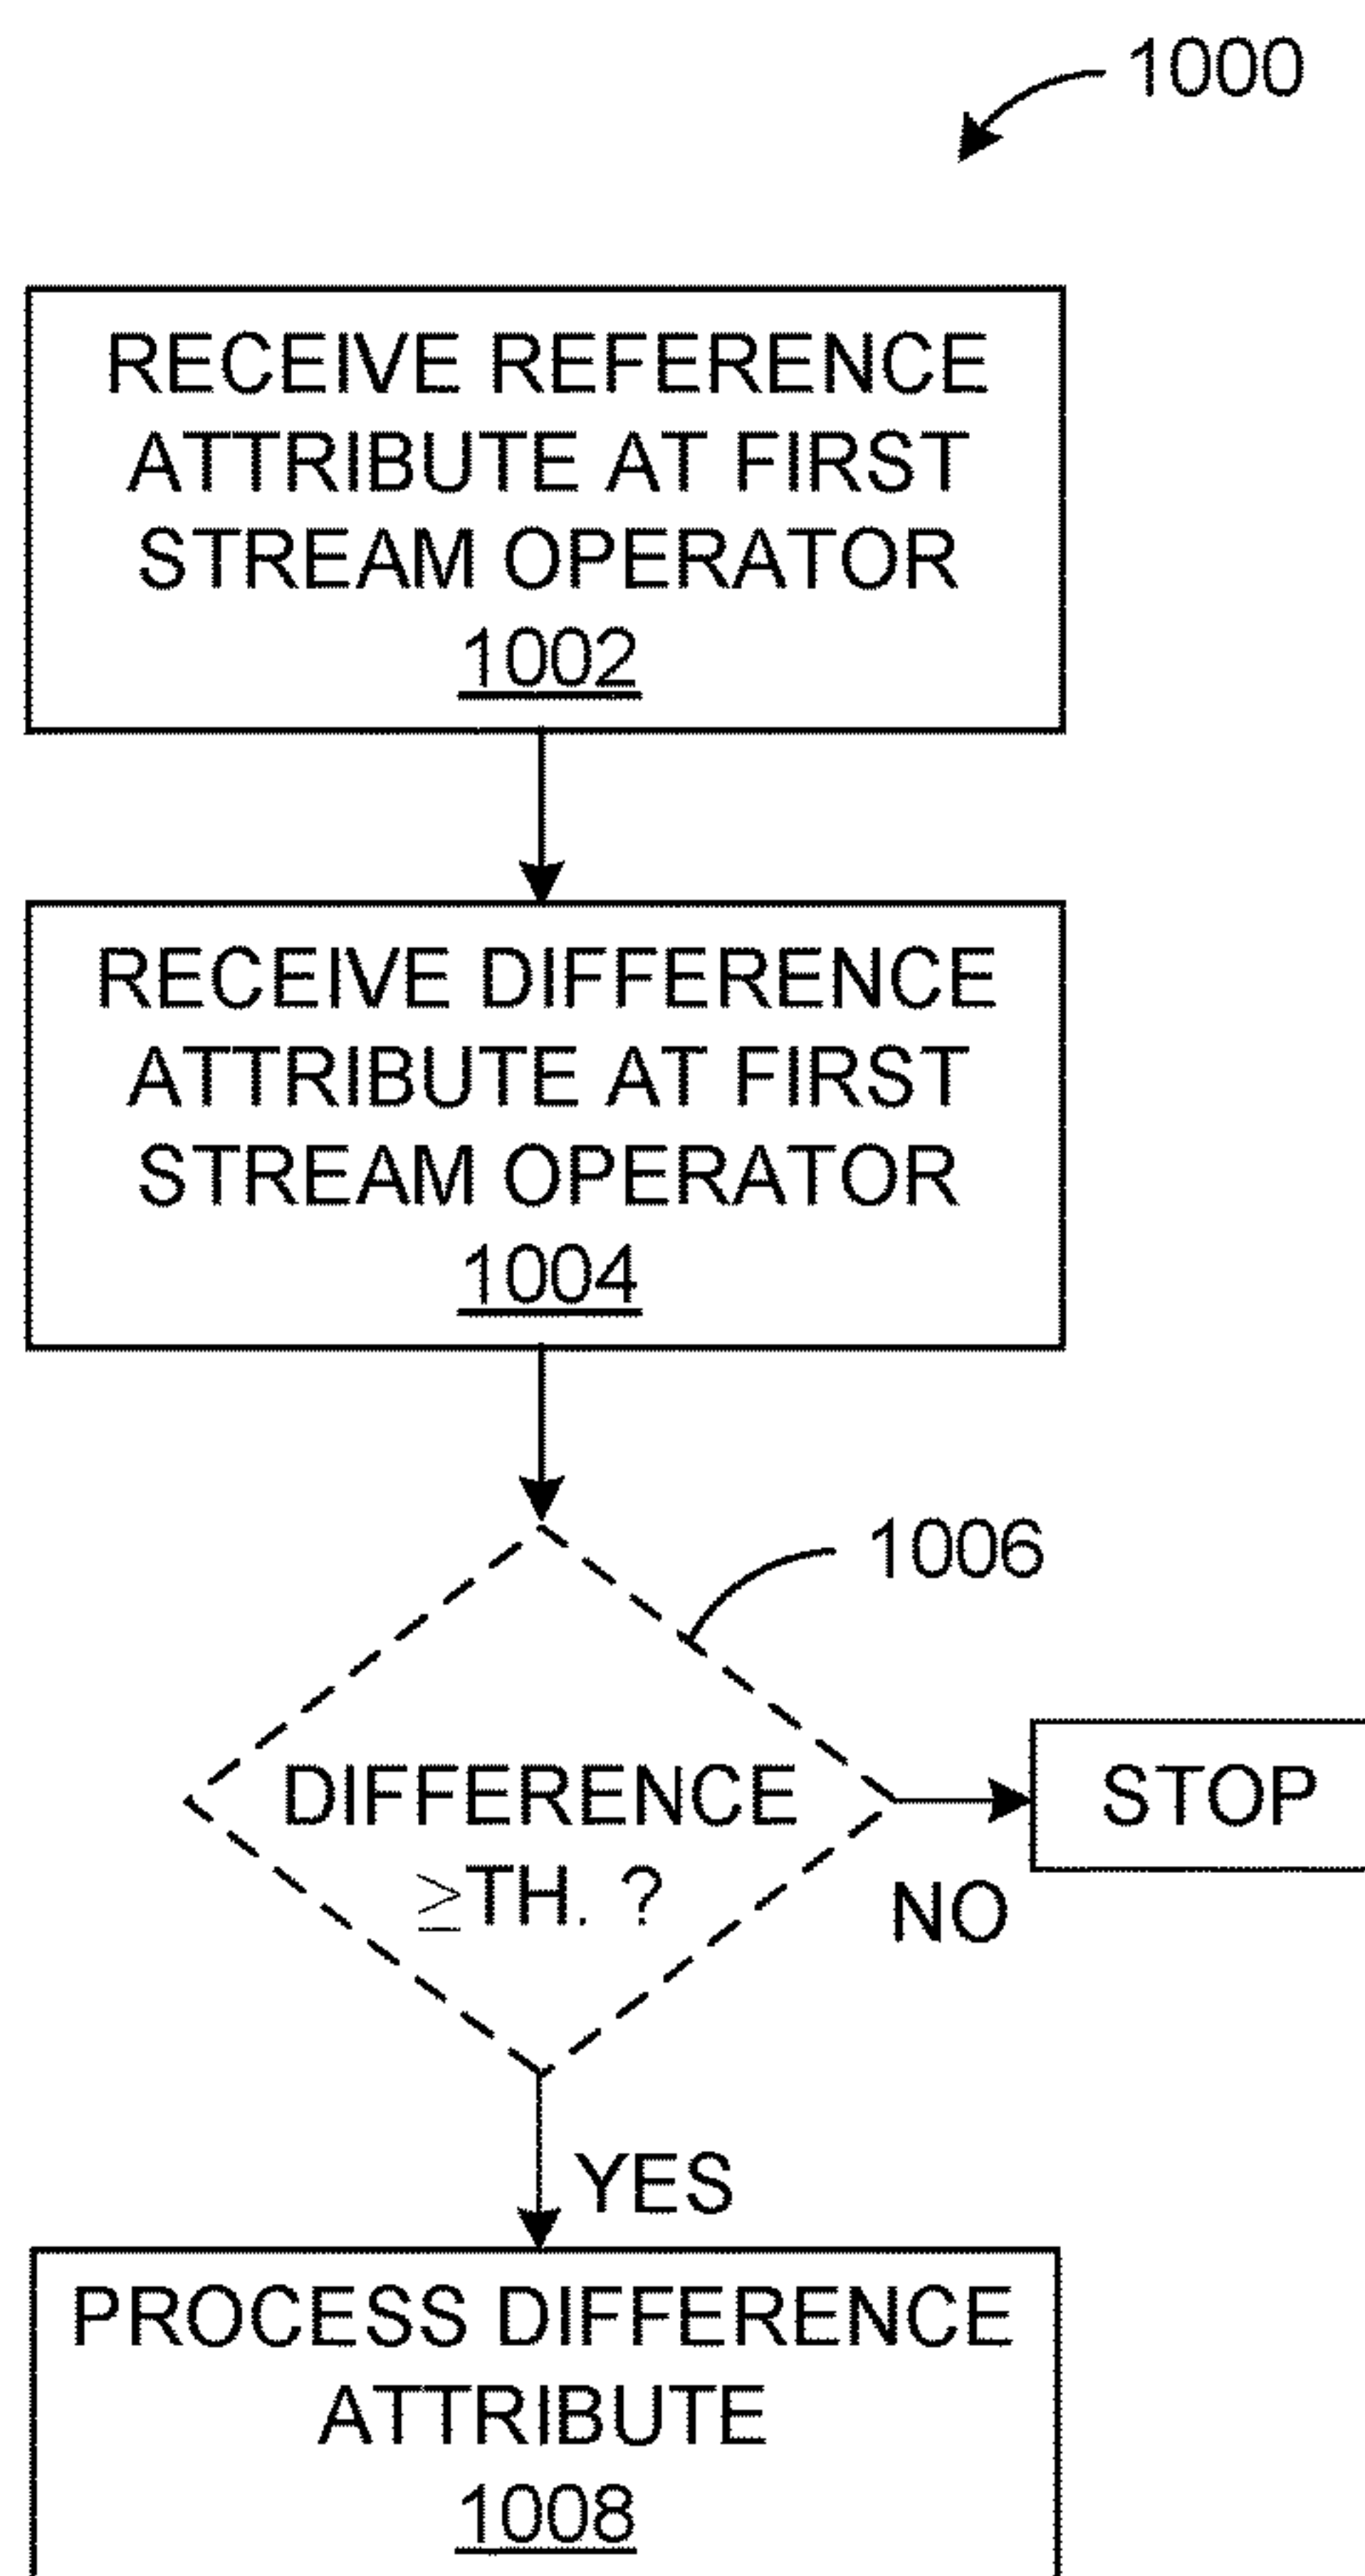 1000
RECEIVE REFERENCE
ATTRIBUTE AT FIRST
STREAM OPERATOR
1002
RECEIVE DIFFERENCE
ATTRIBUTE AT FIRST
STREAM OPERATOR
1004
1006
DIFFERENCE
≥TH. ?
STOP
NO
YES
PROCESS DIFFERENCE
ATTRIBUTE
1008